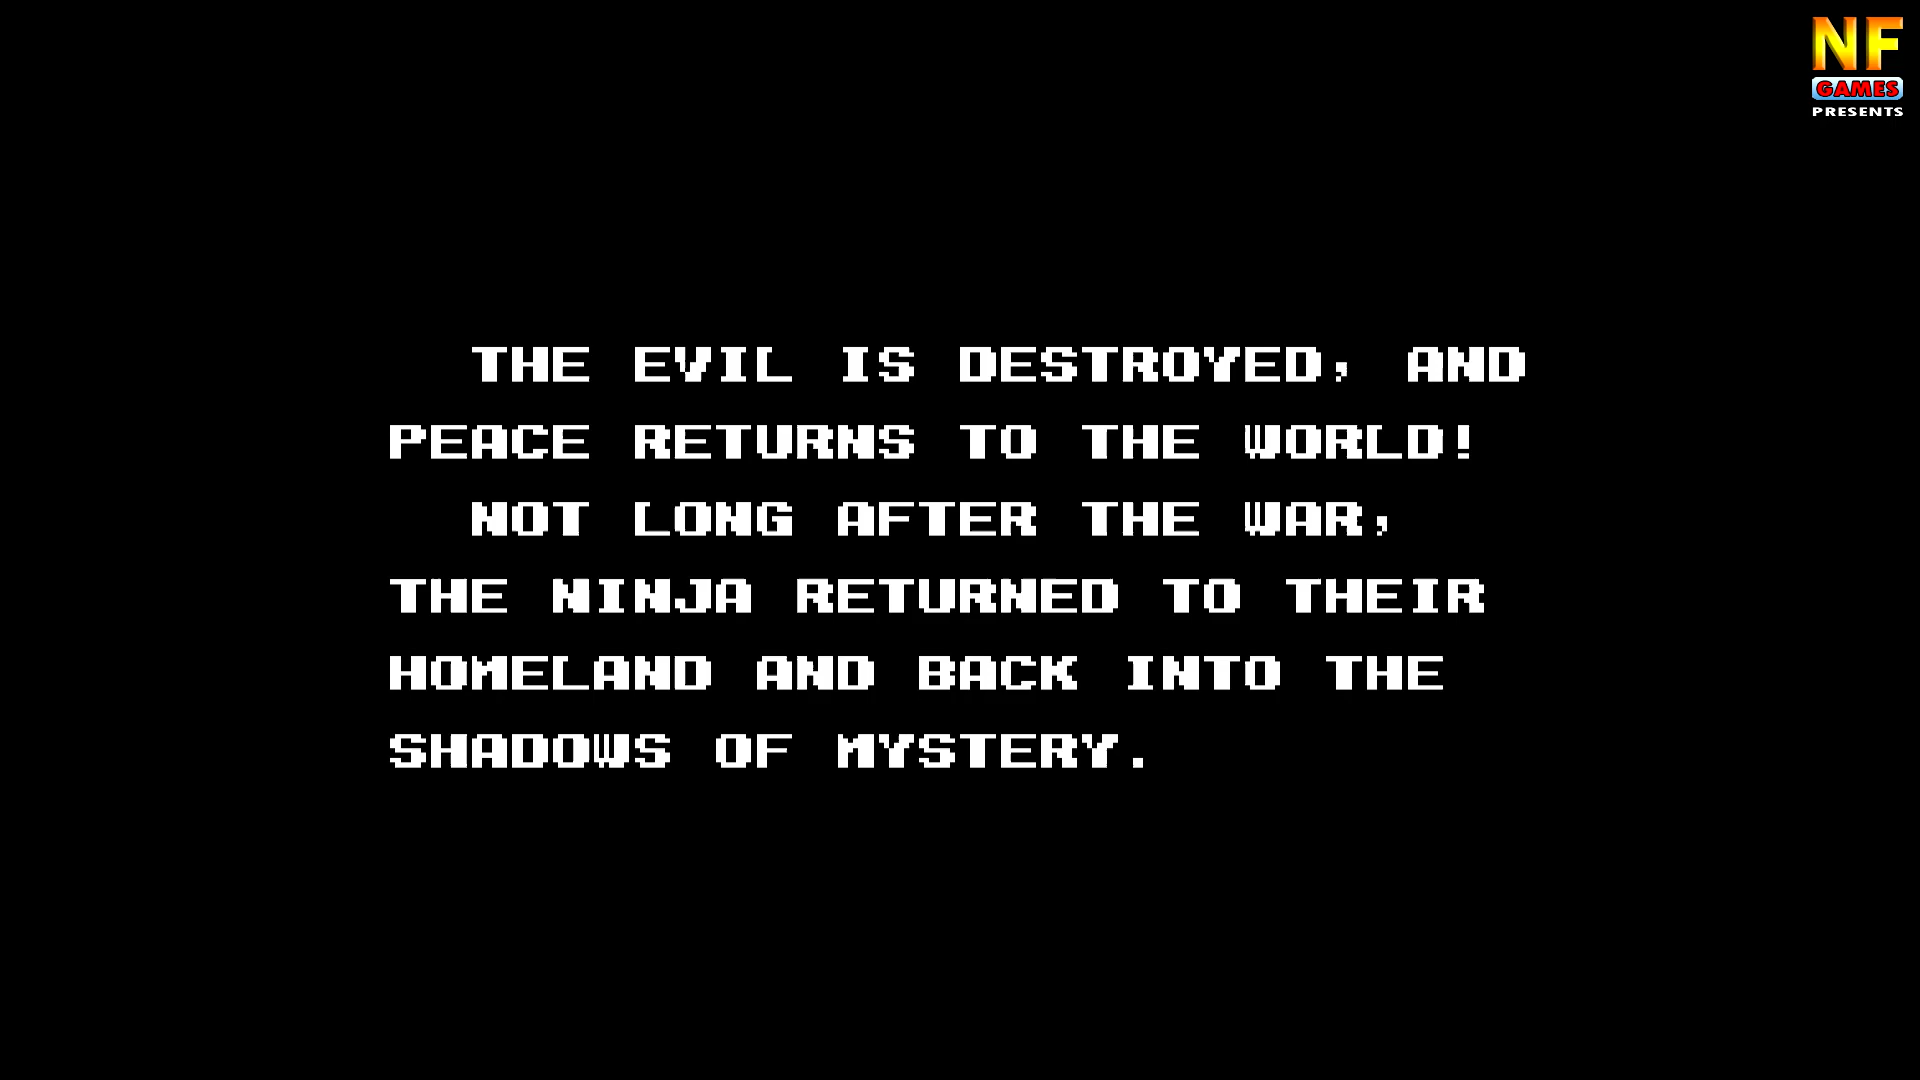 NF
GAMES
PRESENTS
THE EVIL IS DESTROYED, AND
PEACE RETURNS TO THE WORLD!
NOT LONG AFTER THE WAR,
THE NINJA RETURNED TO THEIR
HOMELAND AND BACK INTO THE
SHADOWS OF MYSTERY.